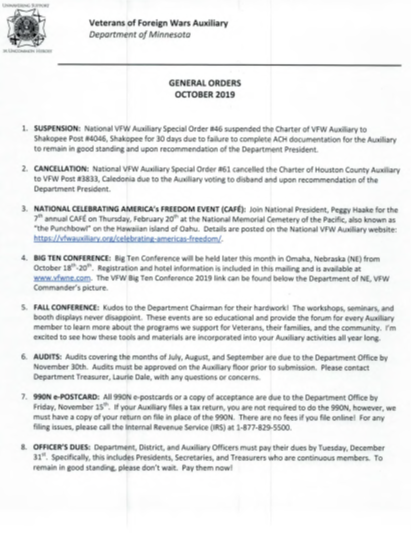 UNWAVERING SUPPORT
Veterans of Foreign Wars Auxiliary
Department of Minnesota
FOR UNCOMMON HEROES
GENERAL ORDERS
OCTOBER 2019
1. SUSPENSION: National VFW Auxiliary Special Order #46 suspended the Charter of VFW Auxiliary to
Shakopee Post #4046, Shakopee for 30 days due to failure to complete ACH documentation for the Auxiliary
to remain in good standing and upon recommendation of the Department President.
2. CANCELLATION: National VFW Auxiliary Special Order #61 cancelled the Charter of Houston County Auxiliary
to VFW Post #3833, Caledonia due to the Auxiliary voting to disband and upon recommendation of the
Department President.
3. NATIONAL CELEBRATING AMERICA'S FREEDOM EVENT (CAFÉ): Join National President, Peggy Haake for the
7th annual CAFÉ on Thursday, February 20th at the National Memorial Cemetery of the Pacific, also known as
"the Punchbowl" on the Hawaiian island of Oahu. Details are posted on the National VFW Auxiliary website:
https://vfwauxiliary.org/celebrating-americas-freedom/.
4. BIG TEN CONFERENCE: Big Ten Conference will be held later this month in Omaha, Nebraska (NE) from
October 18th-20th. Registration and hotel information is included in this mailing and is available at
www.vfwne.com. The VFW Big Ten Conference 2019 link can be found below the Department of NE, VFW
Commander's picture.
5. FALL CONFERENCE: Kudos to the Department Chairman for their hardwork! The workshops, seminars, and
booth displays never disappoint. These events are so educational and provide the forum for every Auxiliary
member to learn more about the programs we support for Veterans, their families, and the community. I'm
excited to see how these tools and materials are incorporated into your Auxiliary activities all year long.
6. AUDITS: Audits covering the months of July, August, and September are due to the Department Office by
November 30th. Audits must be approved on the Auxiliary floor prior to submission. Please contact
Department Treasurer, Laurie Dale, with any questions or concerns.
7. 990N e-POSTCARD: All 990N e-postcards or a copy of acceptance are due to the Department Office by
Friday, November 15th. If your Auxiliary files a tax return, you are not required to do the 990N, however, we
must have a copy of your return on file in place of the 990N. There are no fees if you file online! For any
filing issues, please call the Internal Revenue Service (IRS) at 1-877-829-5500.
8. OFFICER'S DUES: Department, District, and Auxiliary Officers must pay their dues by Tuesday, December
31st. Specifically, this includes Presidents, Secretaries, and Treasurers who are continuous members. To
remain in good standing, please don't wait. Pay them now!